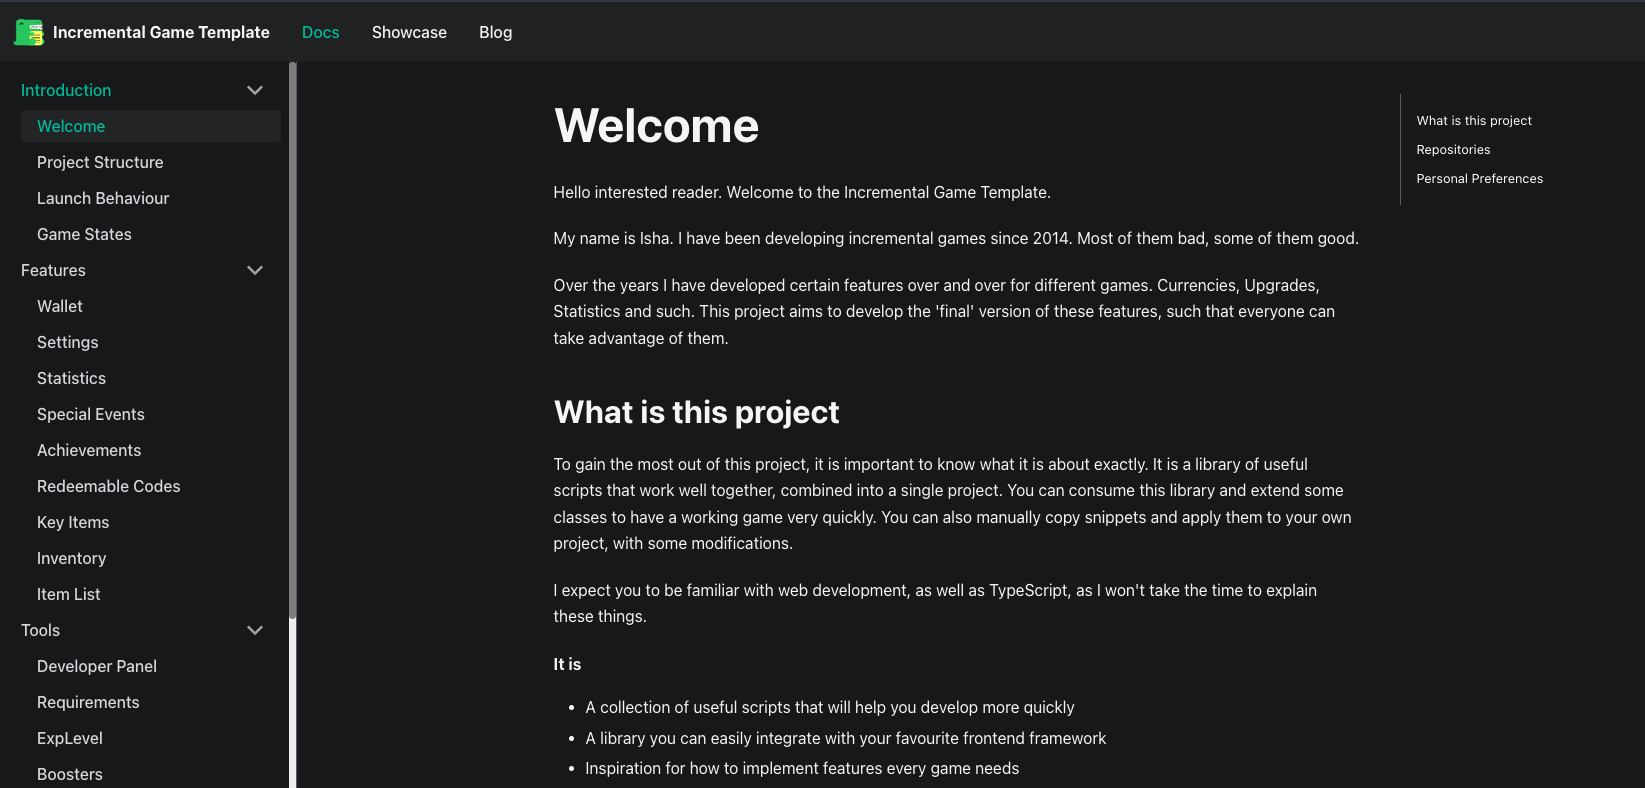 Incremental Game Template
Docs
Showcase
Blog
Introduction
Welcome
Project Structure
Launch Behaviour
Game States
Features
Wallet
Settings
Statistics
Special Events
Achievements
Redeemable Codes
Key Items
Inventory
Item List
Tools
Developer Panel
Requirements
ExpLevel
Boosters
Welcome
Hello interested reader. Welcome to the Incremental Game Template.
My name is Isha. I have been developing incremental games since 2014. Most of them bad, some of them good.
Over the years I have developed certain features over and over for different games. Currencies, Upgrades,
Statistics and such. This project aims to develop the 'final' version of these features, such that everyone can
take advantage of them.
What is this project
To gain the most out of this project, it is important to know what it is about exactly. It is a library of useful
scripts that work well together, combined into a single project. You can consume this library and extend some
classes to have a working game very quickly. You can also manually copy snippets and apply them to your own
project, with some modifications.
I expect you to be familiar with web development, as well as TypeScript, as I won't take the time to explain
these things.
It is
• A collection of useful scripts that will help you develop more quickly
• A library you can easily integrate with your favourite frontend framework
• Inspiration for how to implement features every game needs
What is this project
Repositories
Personal Preferences